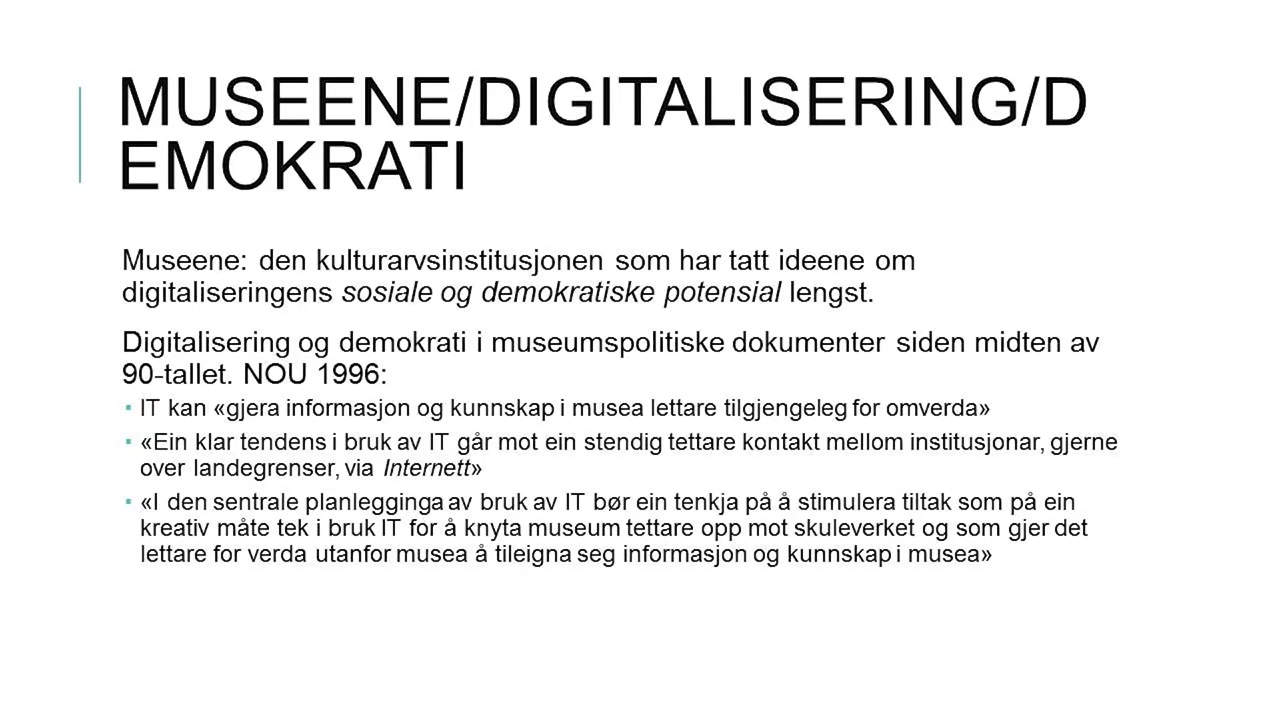 MUSEENE/DIGITALISERING/D
EMOKRATI
Museene: den kulturarvsinstitusjonen som har tatt ideene om
digitaliseringens sosiale og demokratiske potensial lengst.
Digitalisering og demokrati i museumspolitiske dokumenter siden midten av
90-tallet. NOU 1996:
▪ IT kan «gjera informasjon og kunnskap i musea lettare tilgjengeleg for omverda»
▪ «Ein klar tendens i bruk av IT går mot ein stendig tettare kontakt mellom institusjonar, gjerne
over landegrenser, via Internett»
▪ «I den sentrale planlegginga av bruk av IT bør ein tenkja på å stimulera tiltak som på ein
kreativ måte tek i bruk IT for å knyta museum tettare opp mot skuleverket og som gjer det
lettare for verda utanfor musea å tileigna seg informasjon og kunnskap i musea»